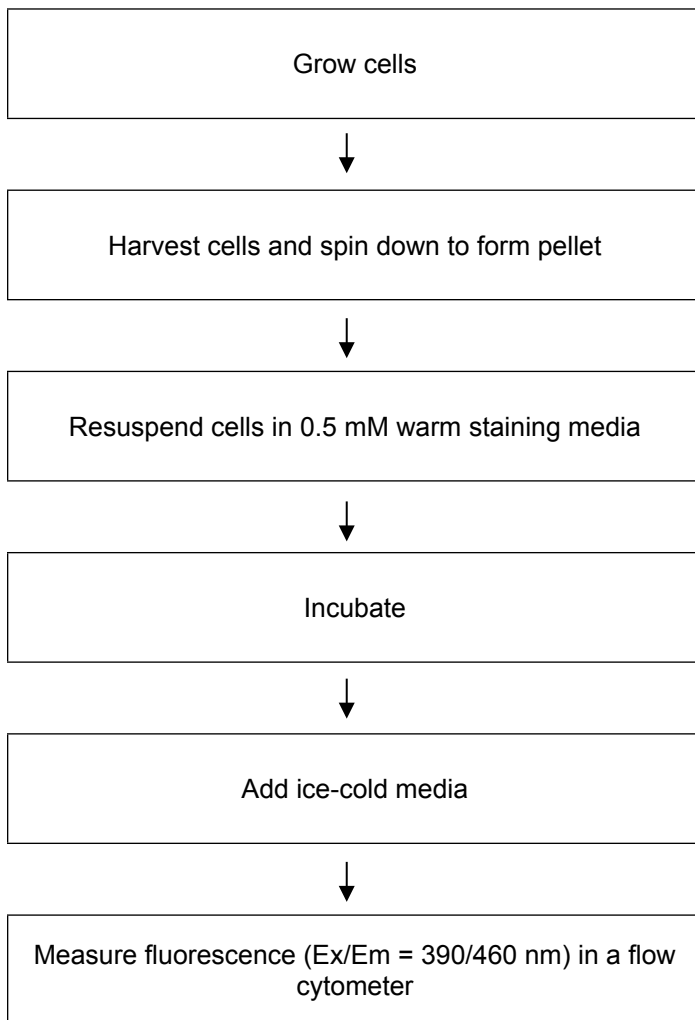 Grow cells
Harvest cells and spin down to form pellet
Resuspend cells in 0.5 mM warm staining media
Incubate
Add ice-cold media
Measure fluorescence (Ex/Em = 390/460 nm) in a flow
cytometer